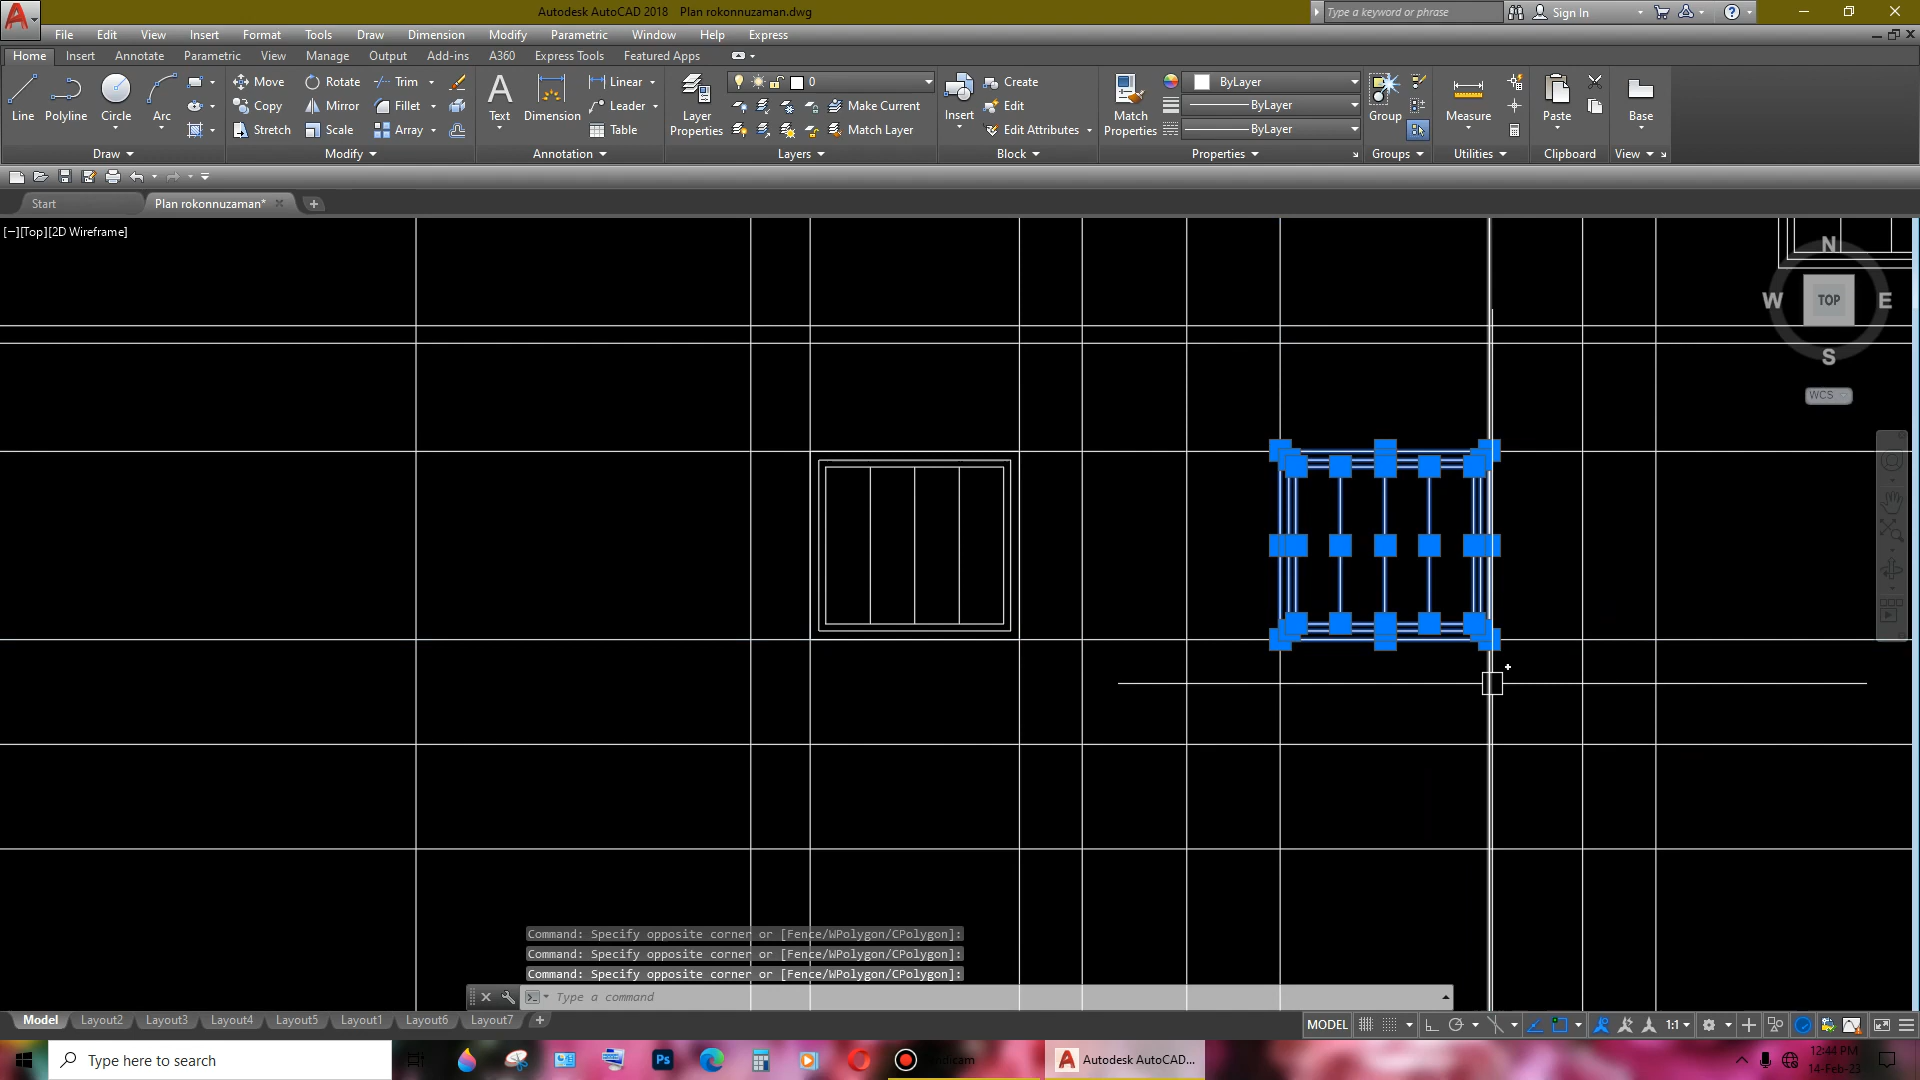 Autodesk AutoCAD 2018 Plan rokonnuzaman.dwg
Type a keyword or phrase
Sign In
File Edit View Insert Format Tools Draw Dimension Modify Parametric Window Help Express
Home Insert Annotate Parametric View Manage Output Add-ins A360 Express Tools Featured Apps
Move Rotate Trim Linear 0 Create ByLayer
Line Polyline Circle Arc Copy Mirror Fillet Text Dimension Leader Layer Properties Make Current Insert Edit Match Properties ByLayer Group Measure Paste Base
Stretch Scale Array Table Match Layer Edit Attributes ByLayer
Draw Modify Annotation Layers Block Properties Groups Utilities Clipboard View
Start Plan rokonnuzaman*
[−][Top][2D Wireframe]
N
W TOP E
S
WCS
Command: Specify opposite corner or [Fence/WPolygon/CPolygon]:
Command: Specify opposite corner or [Fence/WPolygon/CPolygon]:
Command: Specify opposite corner or [Fence/WPolygon/CPolygon]:
Type a command
Model Layout2 Layout3 Layout4 Layout5 Layout1 Layout6 Layout7
MODEL 1:1
Type here to search
Ps
Autodesk AutoCAD...
12:44 PM
14-Feb-23